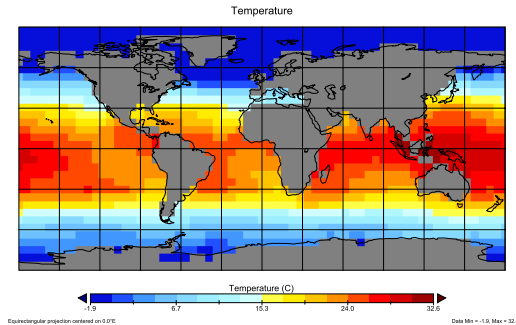 Temperature
Temperature (C)
-1.9 6.7 15.3 24.0 32.6
Equirectangular projection centered on 0.0°E
Data Min = -1.9, Max = 32.